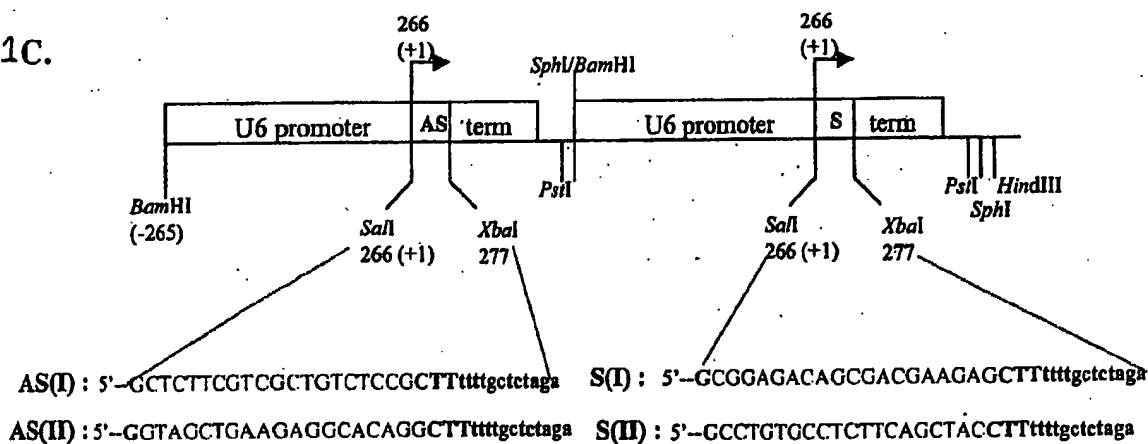 1C.
266
(+1)
266
(+1)
SphI/BamHI
U6 promoter AS term U6 promoter S term
PstI
PstI HindIII
SphI
BamHI
(-265)
SalI
266 (+1)
XbaI
277
SalI
266 (+1)
XbaI
277
AS(I) : 5'–GCTCTTCGTCGCTGTCTCCGCTTttttgctctaga
S(I) : 5'–GCGGAGACAGCGACGAAGAGCTTttttgctctaga
AS(II) : 5'–GGTAGCTGAAGAGGCACAGGCTTttttgctctaga
S(II) : 5'–GCCTGTGCCTCTTCAGCTACCTTttttgctctaga